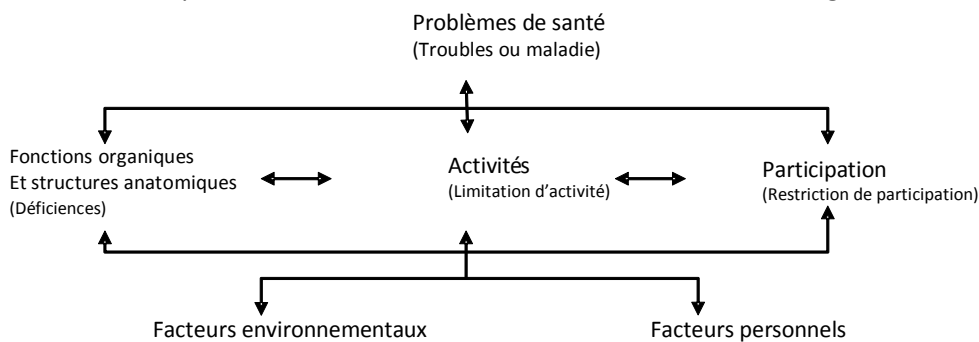 Problèmes de santé
(Troubles ou maladie)
Fonctions organiques
Et structures anatomiques
(Déficiences)
Activités
(Limitation d'activité)
Participation
(Restriction de participation)
Facteurs environnementaux
Facteurs personnels